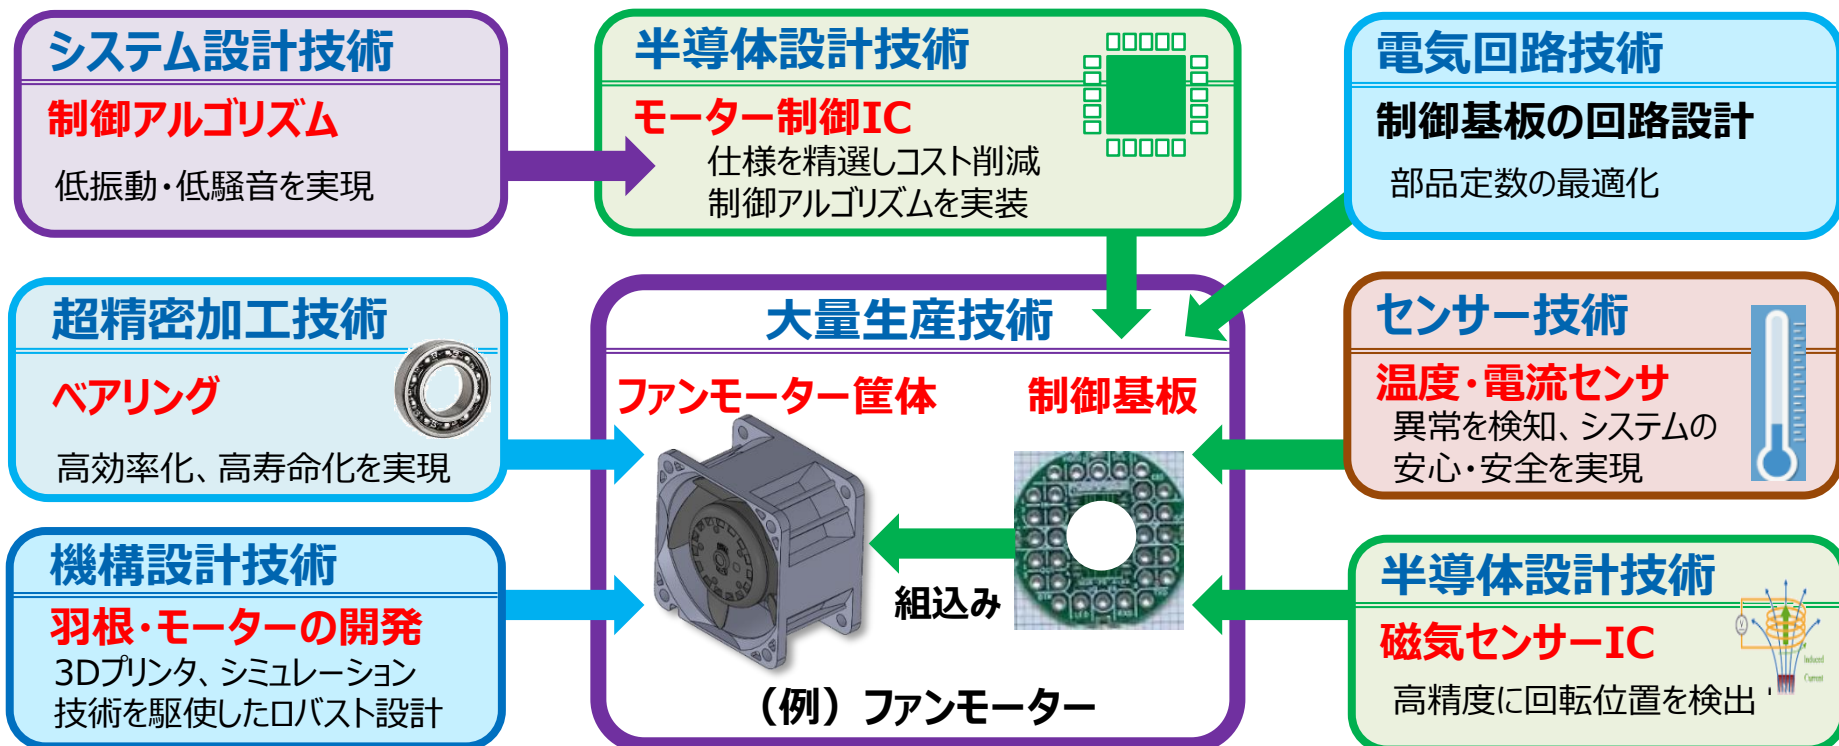 システム設計技術
制御アルゴリズム
低振動・低騒音を実現
半導体設計技術
モーター制御IC
仕様を精選しコスト削減
制御アルゴリズムを実装
電気回路技術
制御基板の回路設計
部品定数の最適化
超精密加工技術
ベアリング
高効率化、高寿命化を実現
大量生産技術
ファンモーター筐体
制御基板
組込み
（例）ファンモーター
センサー技術
温度・電流センサ
異常を検知、システムの
安心・安全を実現
機構設計技術
羽根・モーターの開発
3Dプリンタ、シミュレーション
技術を駆使したロバスト設計
半導体設計技術
磁気センサーIC
高精度に回転位置を検出
V
Induced
Current